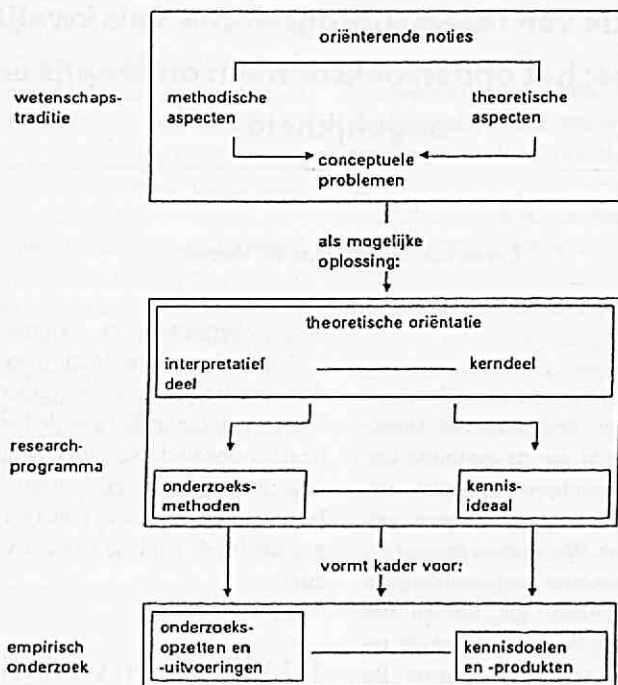 oriënterende noties
wetenschaps-
traditie
methodische
aspecten
theoretische
aspecten
conceptuele
problemen
als mogelijke
oplossing:
theoretische oriëntatie
interpretatief
deel
kerndeel
research-
programma
onderzoeks-
methoden
kennis-
ideaal
vormt kader voor:
empirisch
onderzoek
onderzoeks-
opzetten en
-uitvoeringen
kennisdoelen
en -produkten